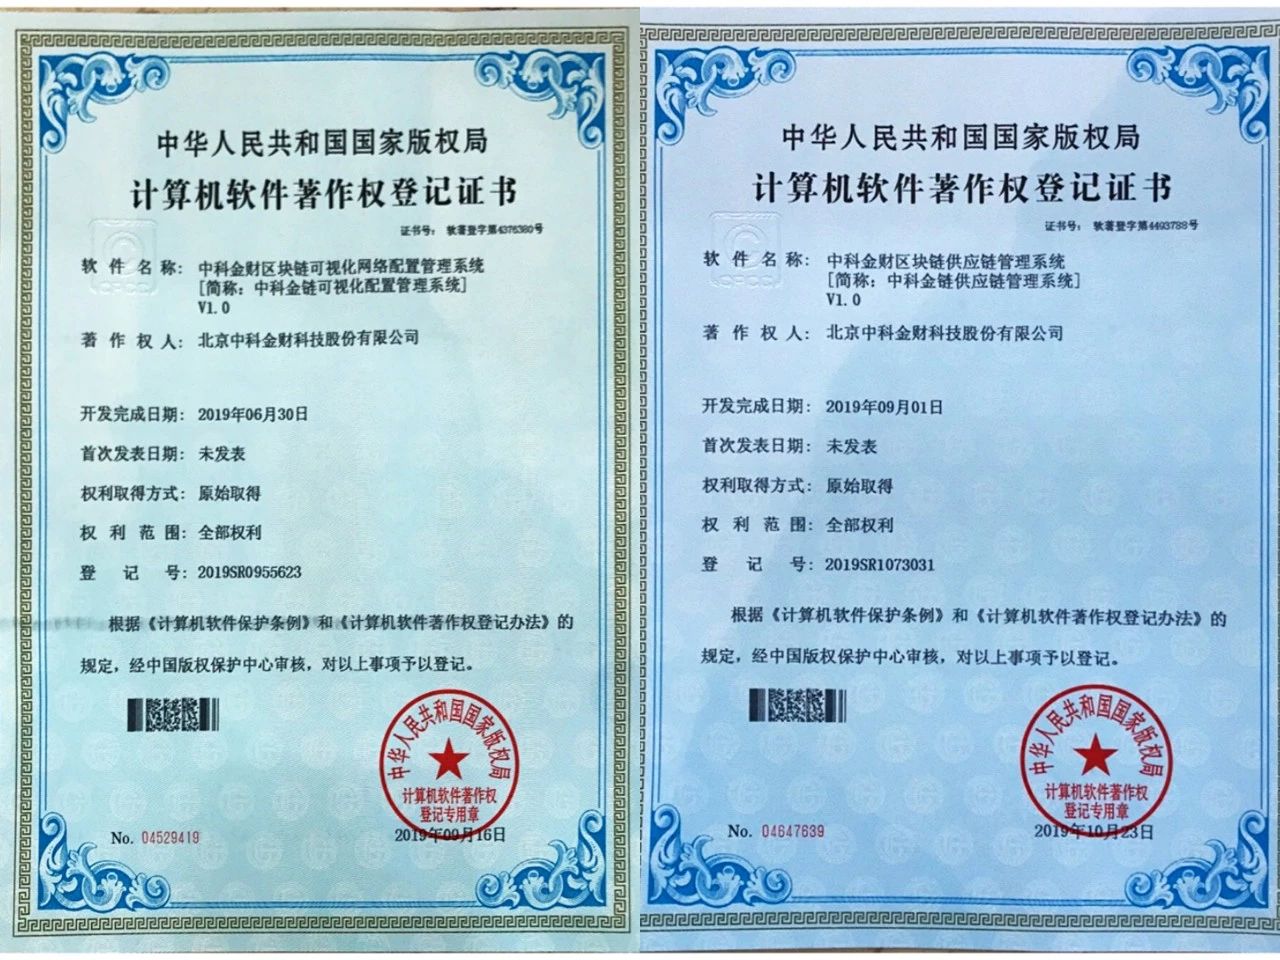 中华人民共和国国家版权局
计算机软件著作权登记证书
证书号: 软著登字第4376380号
CPCC
软件名称: 中科金财区块链可视化网络配置管理系统
[简称: 中科金链可视化配置管理系统]
V1.0
著作权人: 北京中科金财科技股份有限公司
开发完成日期: 2019年06月30日
首次发表日期: 未发表
权利取得方式: 原始取得
权利范围: 全部权利
登记号: 2019SR0955623
根据《计算机软件保护条例》和《计算机软件著作权登记办法》的
规定，经中国版权保护中心审核，对以上事项予以登记。
中华人民共和国国家版权局
计算机软件著作权
登记专用章
No. 04529419
2019年09月16日
中华人民共和国国家版权局
计算机软件著作权登记证书
证书号: 软著登字第4493788号
CPCC
软件名称: 中科金财区块链供应链管理系统
[简称: 中科金链供应链管理系统]
V1.0
著作权人: 北京中科金财科技股份有限公司
开发完成日期: 2019年09月01日
首次发表日期: 未发表
权利取得方式: 原始取得
权利范围: 全部权利
登记号: 2019SR1073031
根据《计算机软件保护条例》和《计算机软件著作权登记办法》的
规定，经中国版权保护中心审核，对以上事项予以登记。
中华人民共和国国家版权局
计算机软件著作权
登记专用章
No. 04647639
2019年10月23日